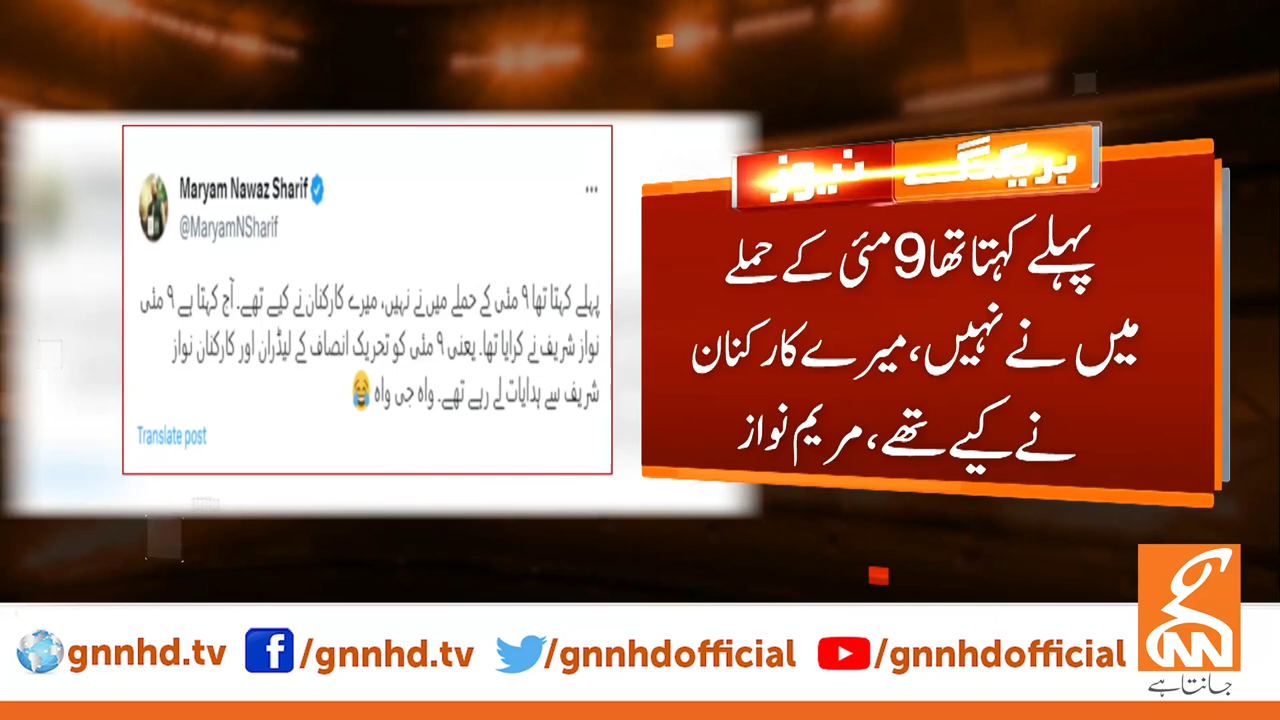 Maryam Nawaz Sharif
@MaryamNSharif
پہلے کہتا تھا ۹ مئی کے حملے میں نے نہیں، میرے کارکنان نے کیے تھے۔ آج کہتا ہے ۹ مئی
نواز شریف نے کرایا تھا۔ یعنی ۹ مئی کو تحریک انصاف کے لیڈران اور کارکنان نواز
شریف سے ہدایات لے رہے تھے۔ واہ جی واہ 😂
Translate post
بریکنگ نیوز
پہلے کہتا تھا 9 مئی کے حملے
میں نے نہیں، میرے کارکنان
نے کیے تھے، مریم نواز
gnnhd.tv
/gnnhd.tv
/gnnhdofficial
/gnnhdofficial
GNN
جانتا ہے